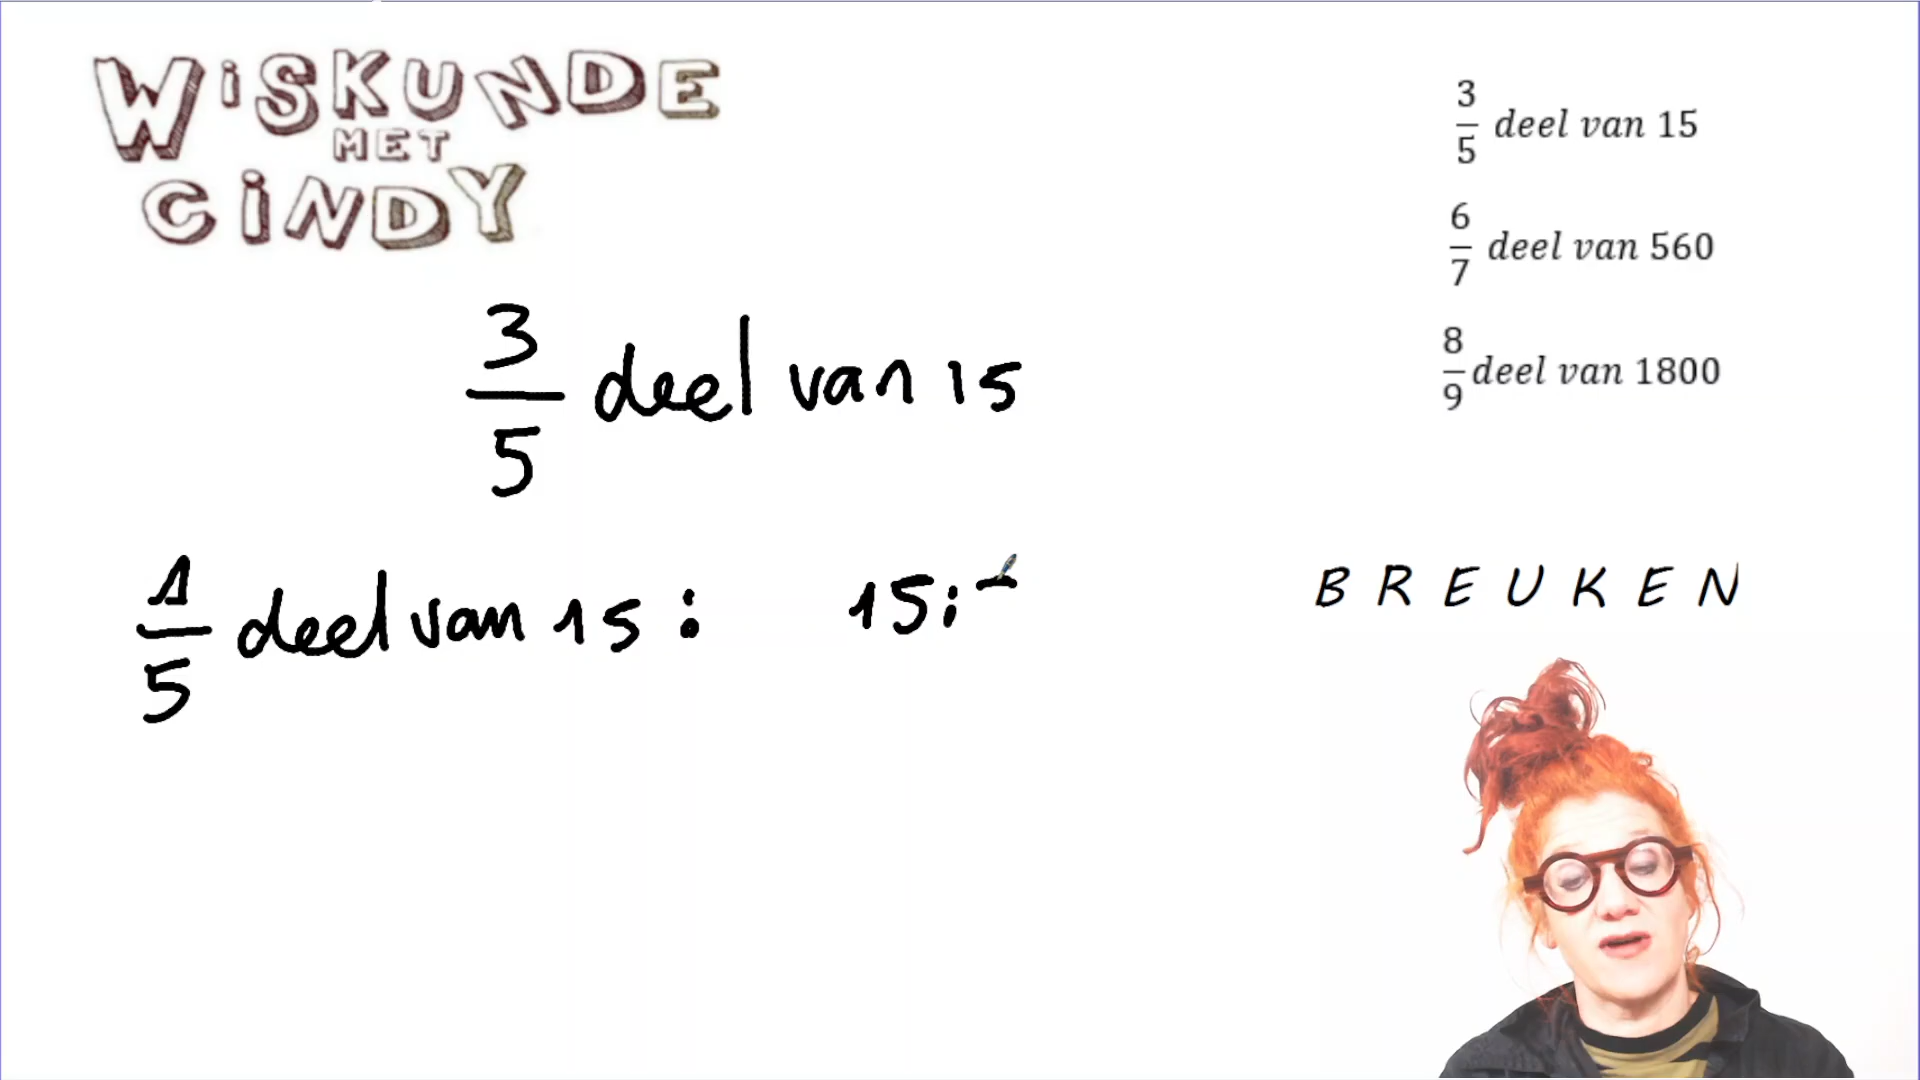 WiSKUNDE
MET
CiNDY
3/5 deel van 15
6/7 deel van 560
8/9 deel van 1800
3/5 deel van 15
1/5 deel van 15 : 15:
BREUKEN